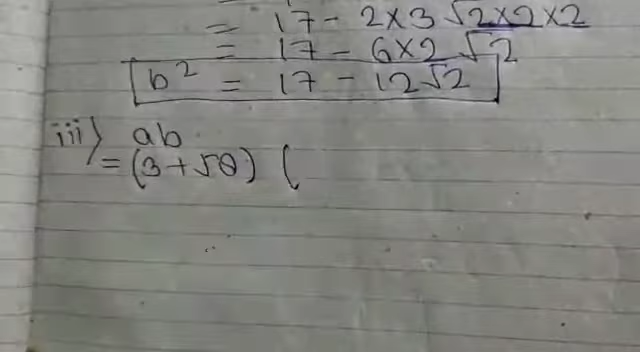 = 17 - 2×3 √2×2×2
= 17 - 6×2 √2
b² = 17 - 12√2
iii) ab
= (3+√8) (